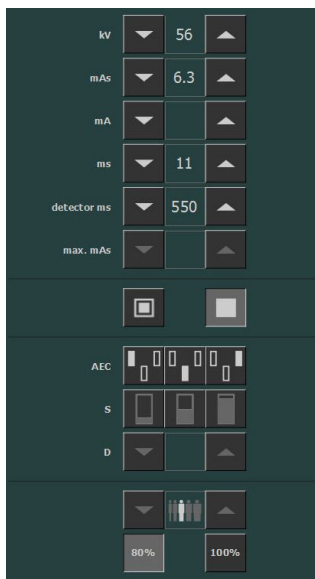 kV 56
mAs 6.3
mA
ms 11
detector ms 550
max. mAs
AEC
S
D
80% 100%